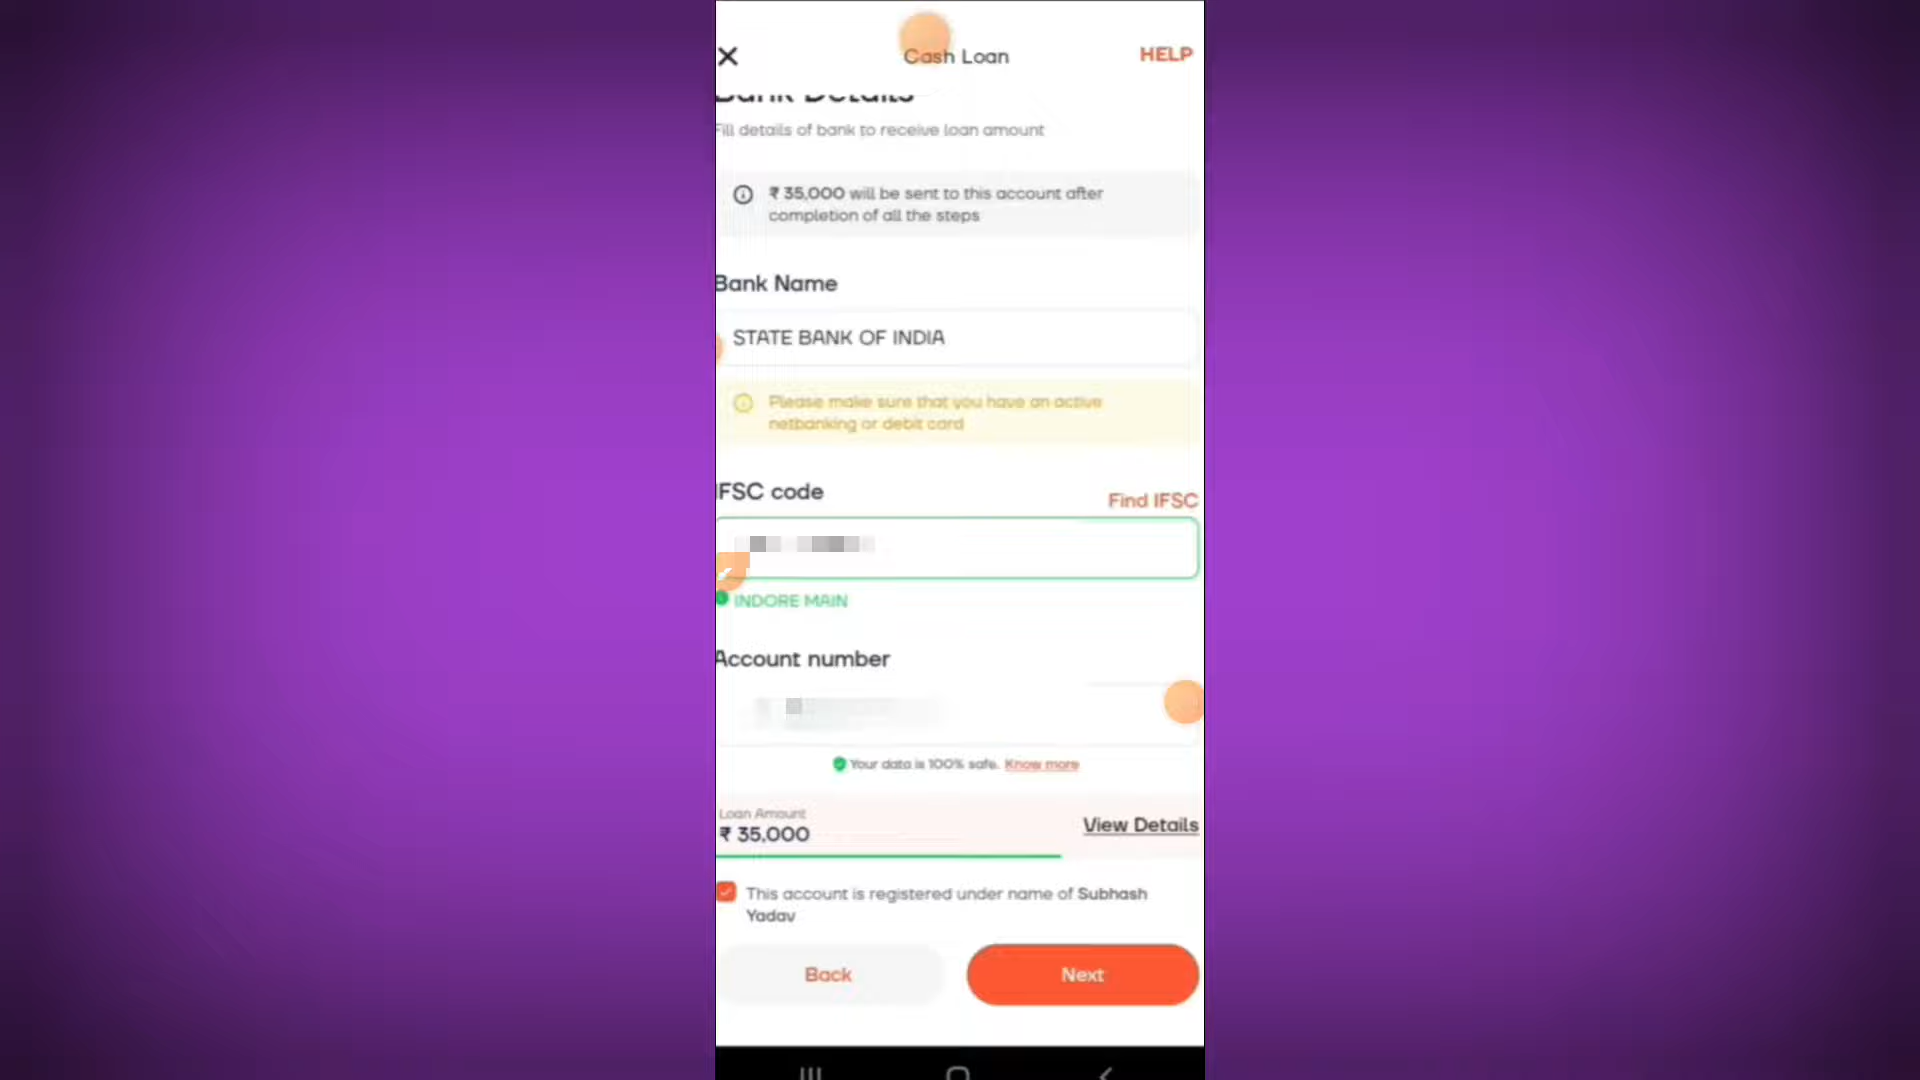 Cash Loan
HELP
Bank Details
Fill details of bank to receive loan amount
₹ 35,000 will be sent to this account after
completion of all the steps
Bank Name
STATE BANK OF INDIA
Please make sure that you have an active
netbanking or debit card
IFSC code
Find IFSC
INDORE MAIN
Account number
Your data is 100% safe. Know more
Loan Amount
₹ 35,000
View Details
This account is registered under name of Subhash
Yadav
Back
Next